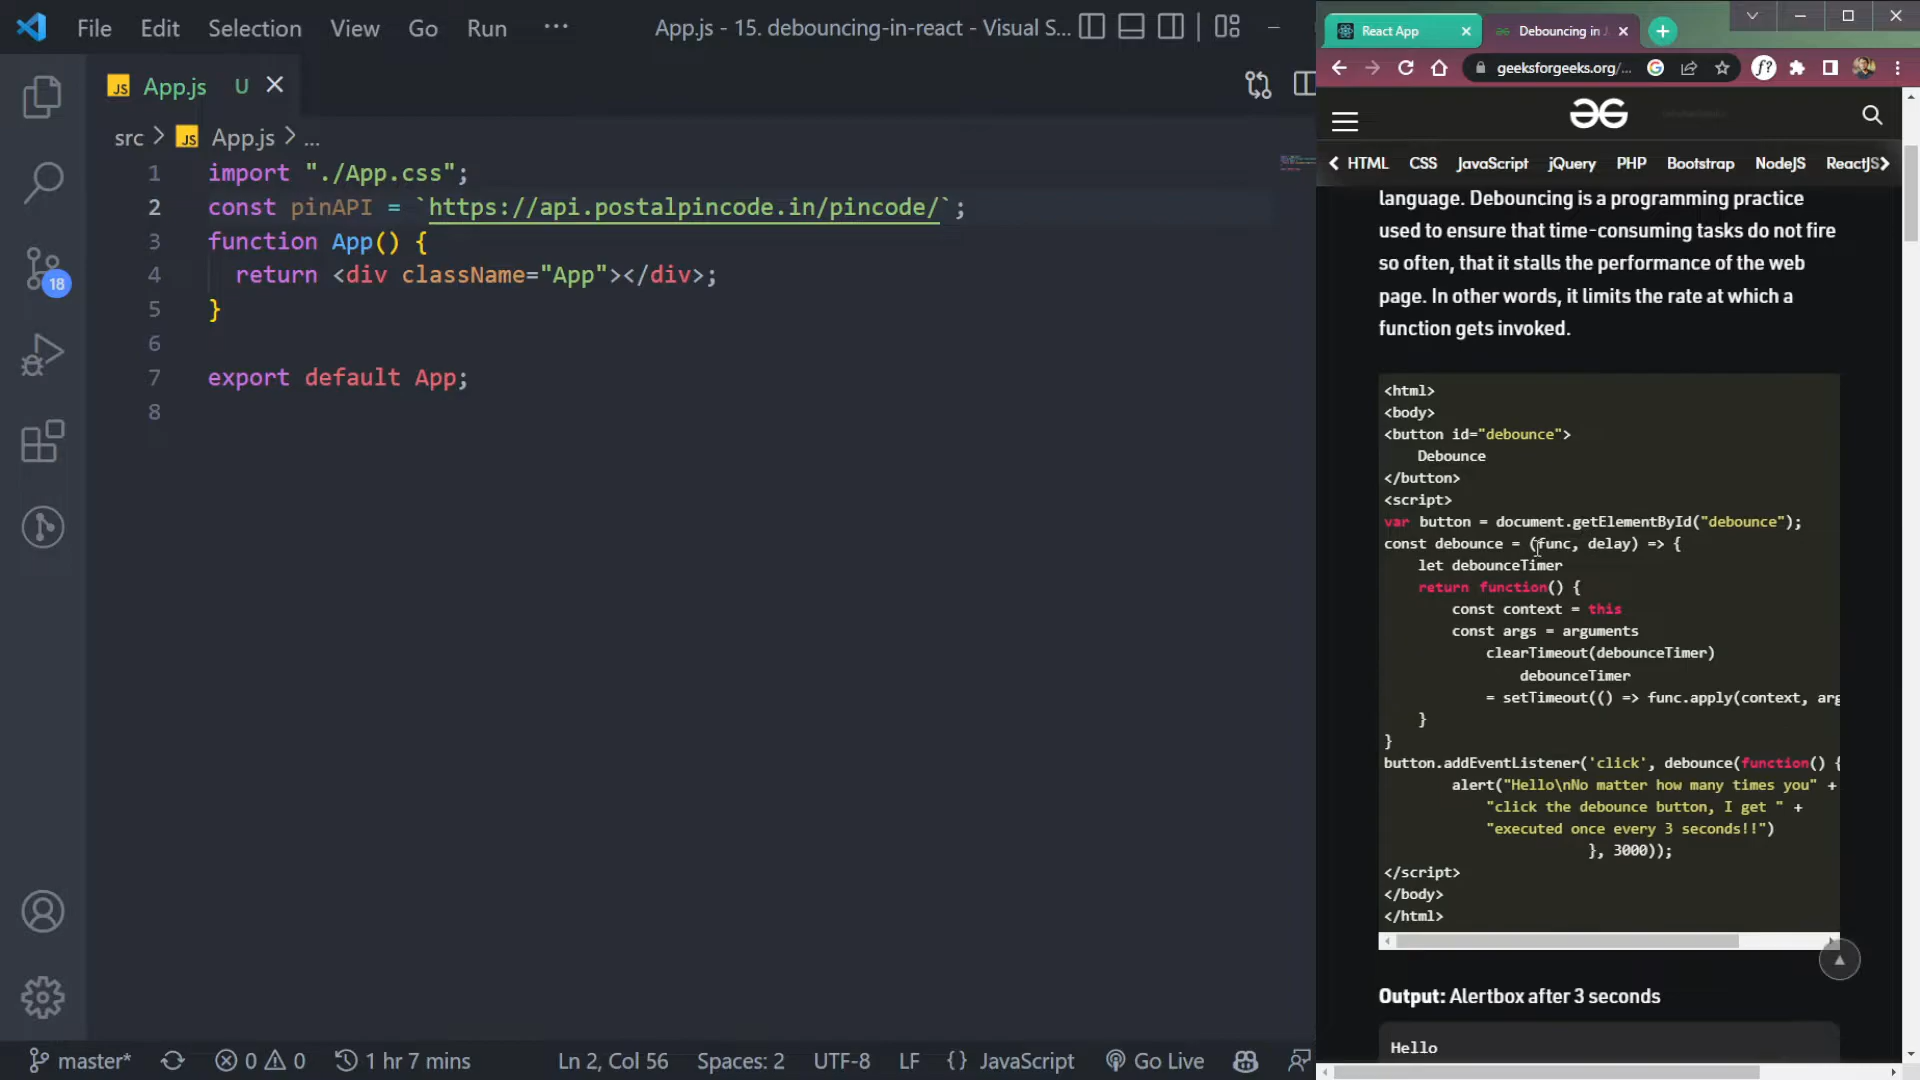 File Edit Selection View Go Run ··· App.js - 15. debouncing-in-react - Visual S...
JS App.js U
src > JS App.js > ...
1 import "./App.css";
2 const pinAPI = `https://api.postalpincode.in/pincode/`;
3 function App() {
4 return <div className="App"></div>;
5 }
6
7 export default App;
8
18
master* 0 0 1 hr 7 mins Ln 2, Col 56 Spaces: 2 UTF-8 LF {} JavaScript Go Live
React App Debouncing in J
geeksforgeeks.org/...
HTML CSS JavaScript jQuery PHP Bootstrap NodeJS ReactJS
language. Debouncing is a programming practice
used to ensure that time-consuming tasks do not fire
so often, that it stalls the performance of the web
page. In other words, it limits the rate at which a
function gets invoked.
<html>
<body>
<button id="debounce">
Debounce
</button>
<script>
var button = document.getElementById("debounce");
const debounce = (func, delay) => {
let debounceTimer
return function() {
const context = this
const args = arguments
clearTimeout(debounceTimer)
debounceTimer
= setTimeout(() => func.apply(context, arg
}
}
button.addEventListener('click', debounce(function() {
alert("Hello\nNo matter how many times you" +
"click the debounce button, I get " +
"executed once every 3 seconds!!")
}, 3000));
</script>
</body>
</html>
Output: Alertbox after 3 seconds
Hello